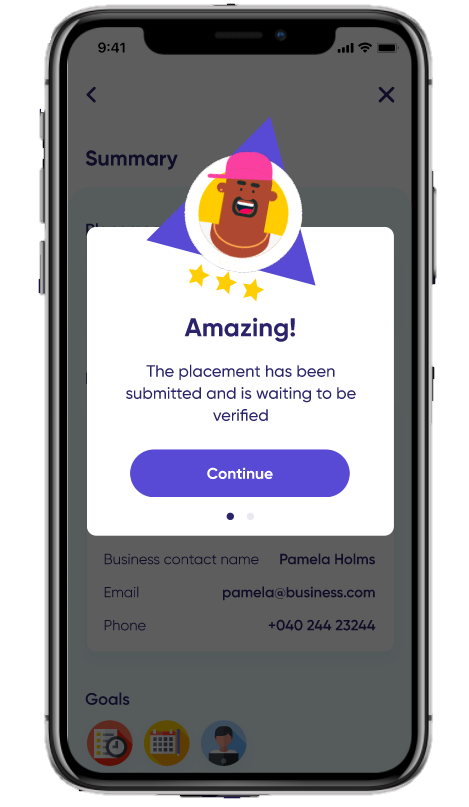 9:41
Summary
Amazing!
The placement has been
submitted and is waiting to be
verified
Continue
Business contact name Pamela Holms
Email pamela@business.com
Phone +040 244 23244
Goals